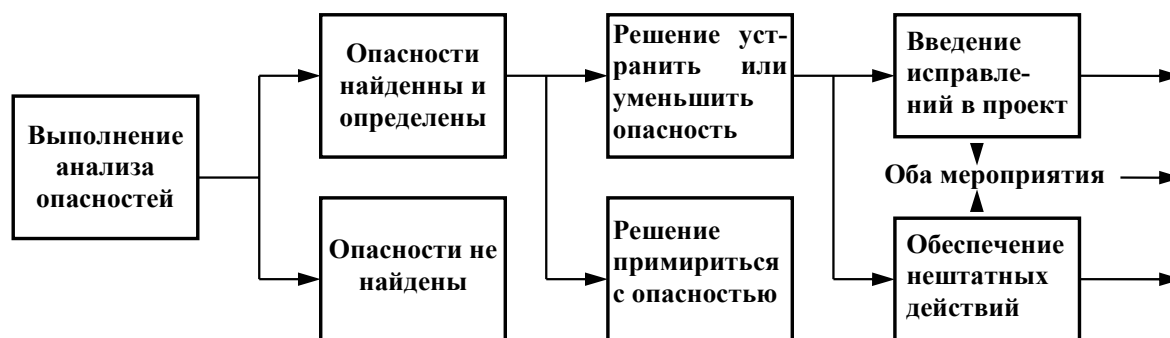 Выполнение
анализа
опасностей
Опасности
найденны и
определены
Опасности не
найдены
Решение уст-
ранить или
уменьшить
опасность
Решение
примириться
с опасностью
Введение
исправле-
ний в проект
Оба мероприятия
Обеспечение
нештатных
действий